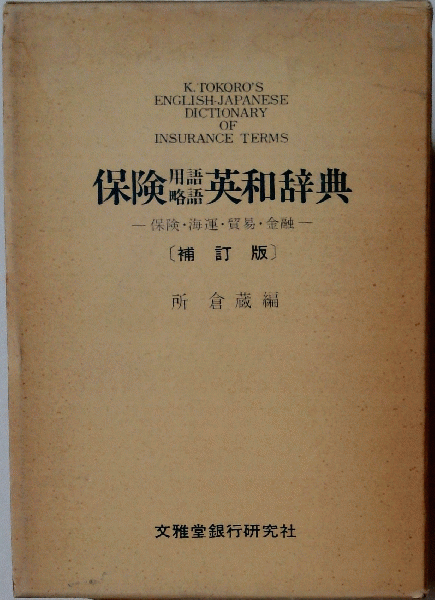 K. TOKORO'S
ENGLISH-JAPANESE
DICTIONARY
OF
INSURANCE TERMS
保険用語略語英和辞典
―保険・海運・貿易・金融―
〔補訂版〕
所倉蔵編
文雅堂銀行研究社